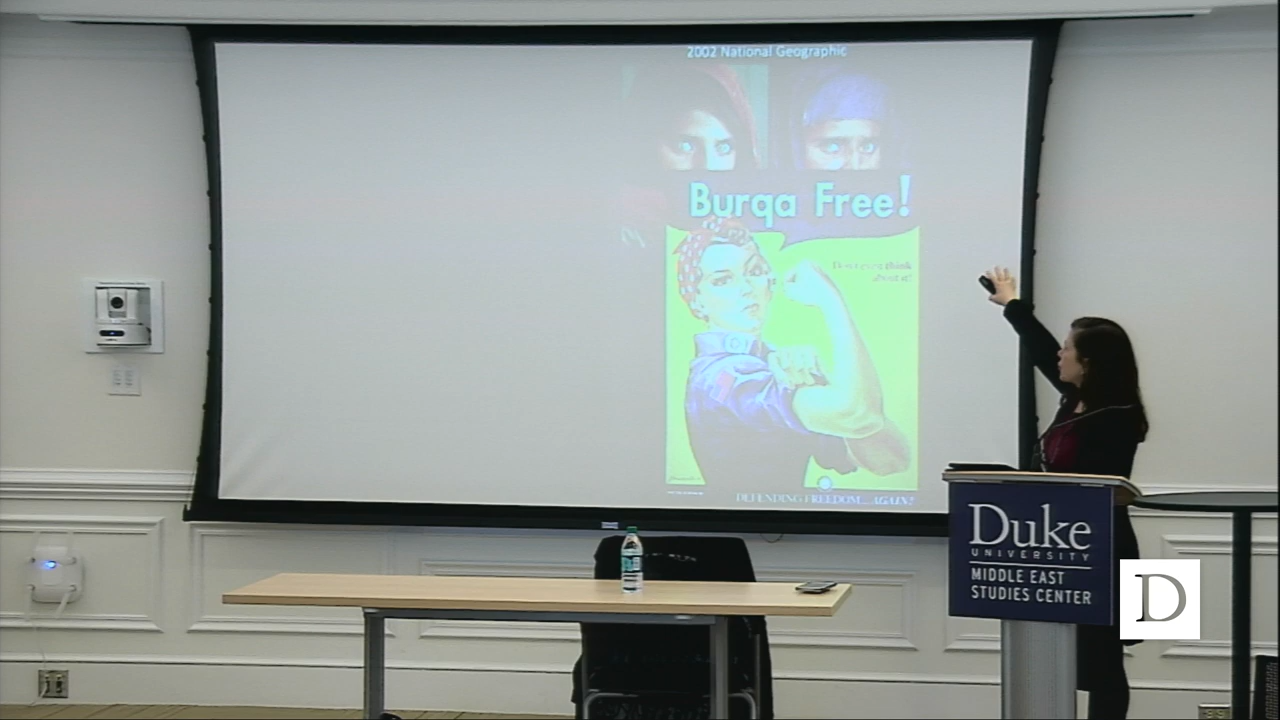 2002 National Geographic
Burqa Free!
Don't even think
about it!
DEFENDING FREEDOM... AGAIN!
Duke
UNIVERSITY
MIDDLE EAST
STUDIES CENTER
D